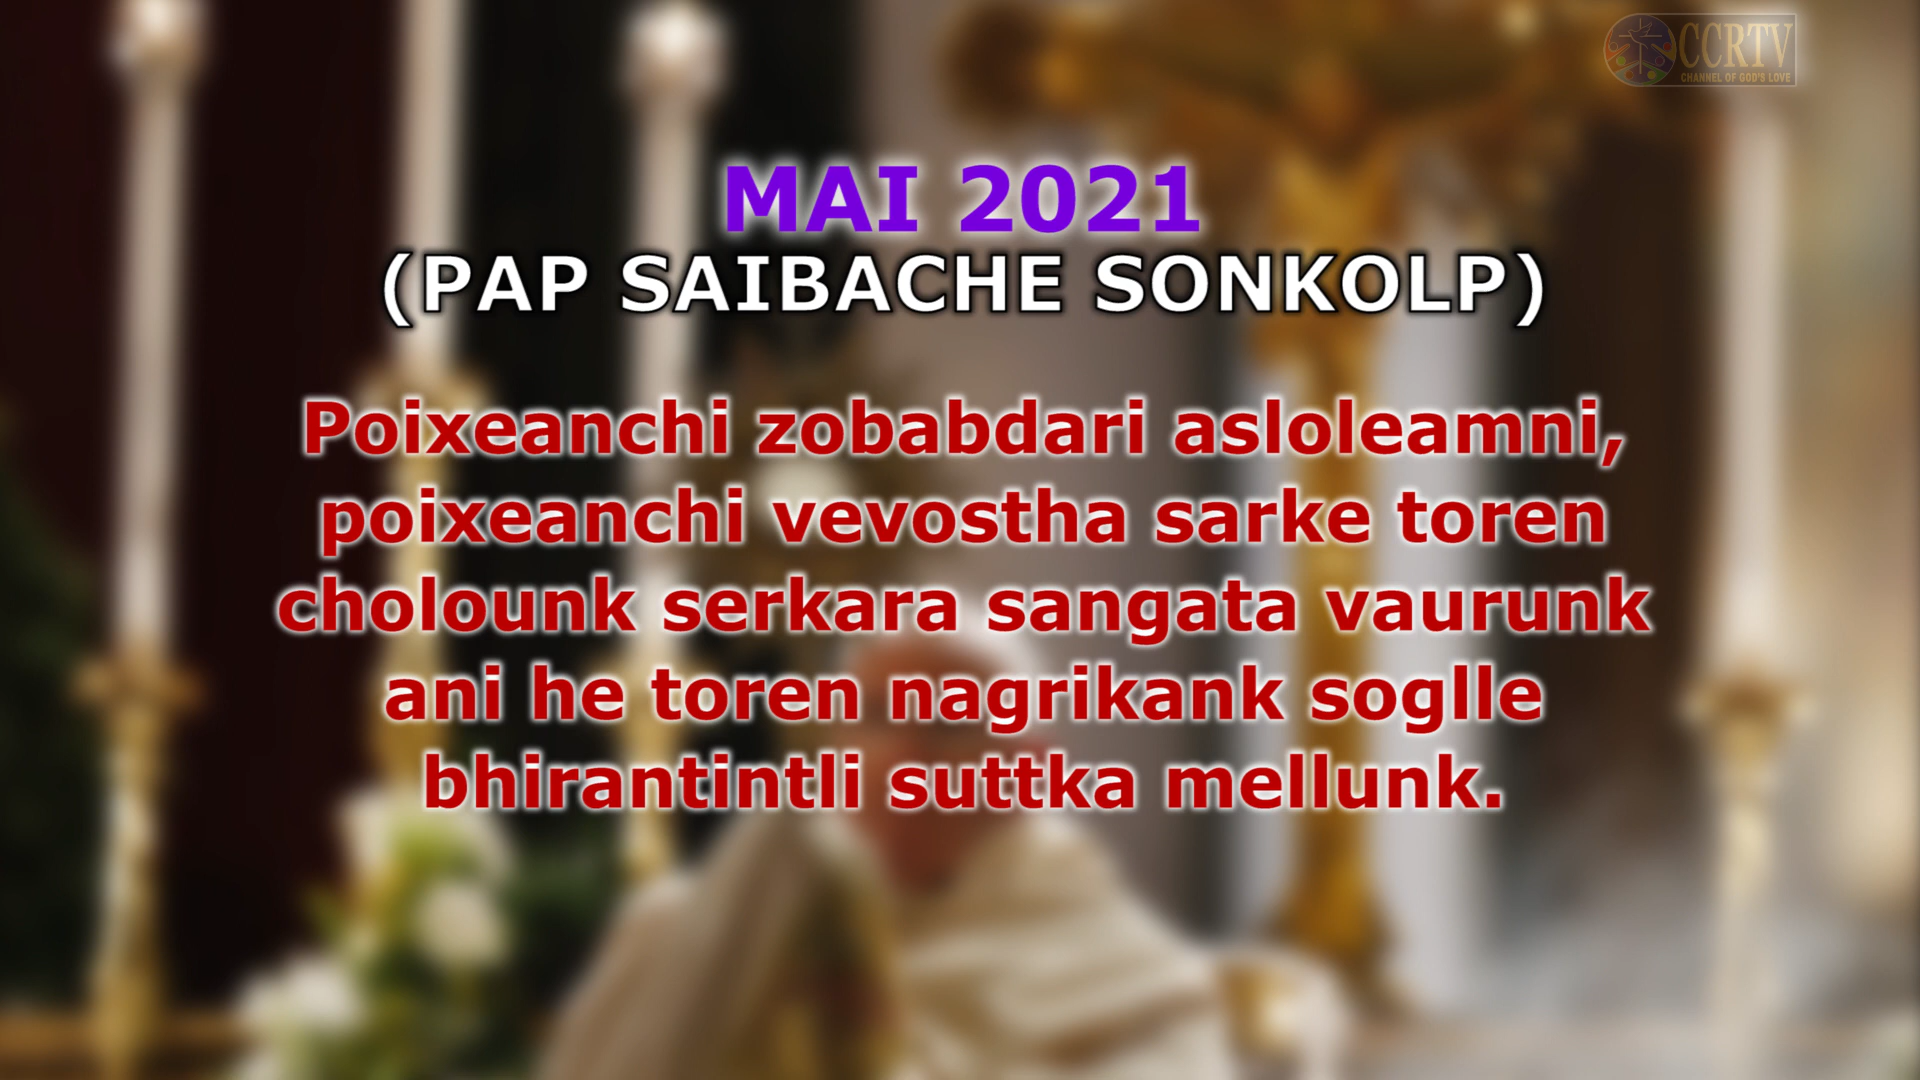 CCRTV
CHANNEL OF GOD'S LOVE
MAI 2021
(PAP SAIBACHE SONKOLP)
Poixeanchi zobabdari asloleamni,
poixeanchi vevostha sarke toren
cholounk serkara sangata vaurunk
ani he toren nagrikank soglle
bhirantintli suttka mellunk.